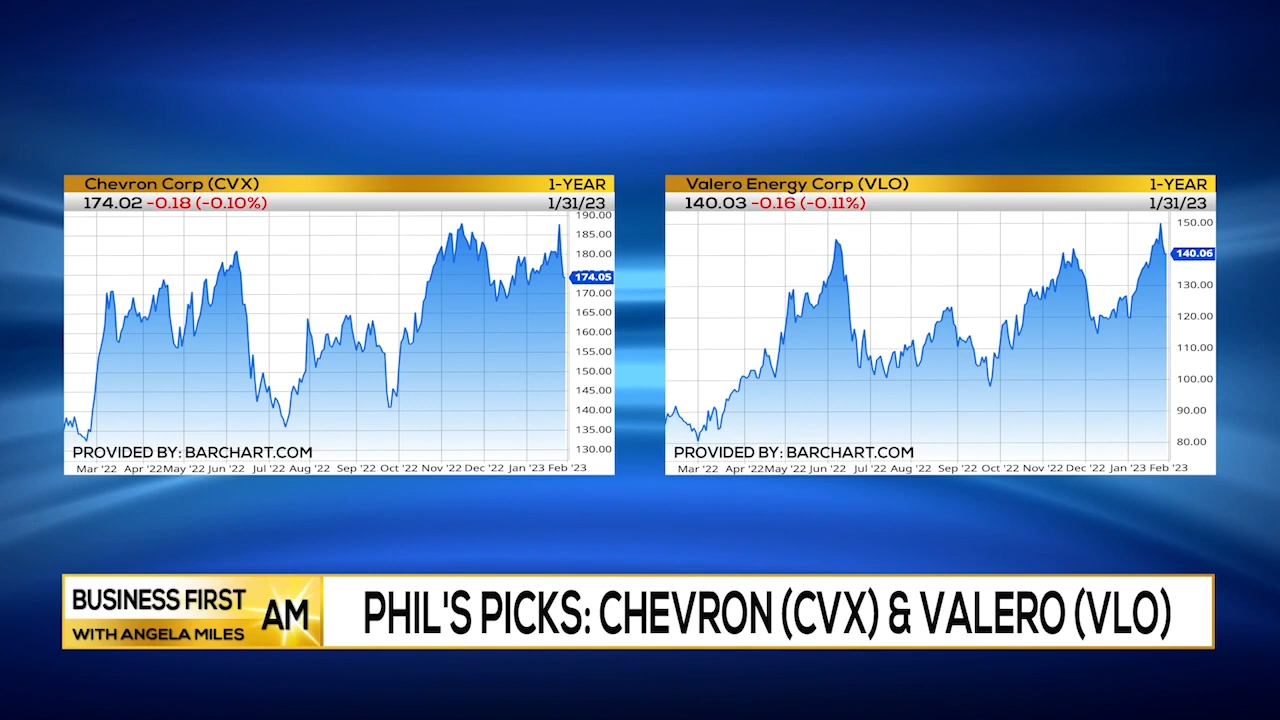 Chevron Corp (CVX) 1-YEAR
174.02 -0.18 (-0.10%) 1/31/23
190.00
185.00
180.00
174.05
170.00
165.00
160.00
155.00
150.00
145.00
140.00
135.00
130.00
PROVIDED BY: BARCHART.COM
Mar '22 Apr '22 May '22 Jun '22 Jul '22 Aug '22 Sep '22 Oct '22 Nov '22 Dec '22 Jan '23 Feb '23
Valero Energy Corp (VLO) 1-YEAR
140.03 -0.16 (-0.11%) 1/31/23
150.00
140.06
130.00
120.00
110.00
100.00
90.00
80.00
PROVIDED BY: BARCHART.COM
Mar '22 Apr '22 May '22 Jun '22 Jul '22 Aug '22 Sep '22 Oct '22 Nov '22 Dec '22 Jan '23 Feb '23
BUSINESS FIRST AM
WITH ANGELA MILES
PHIL'S PICKS: CHEVRON (CVX) & VALERO (VLO)